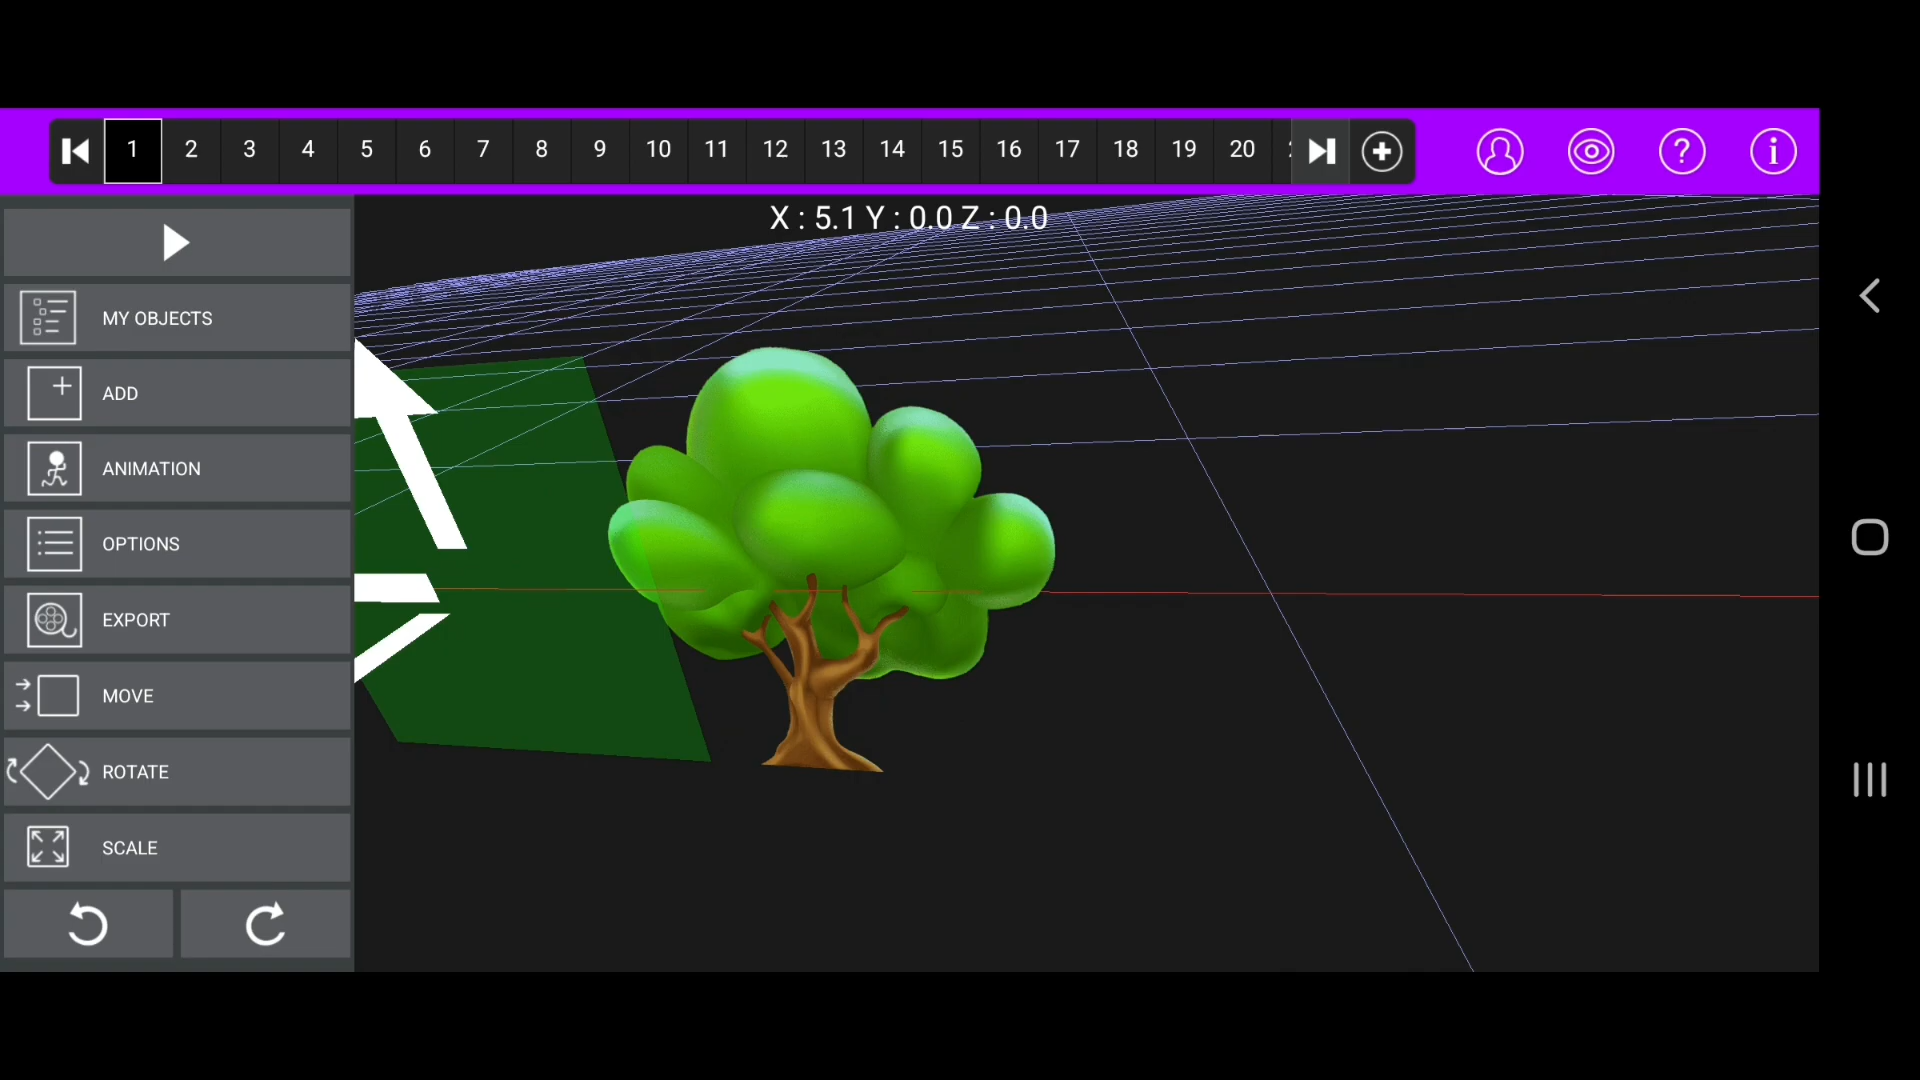 1 2 3 4 5 6 7 8 9 10 11 12 13 14 15 16 17 18 19 20
X : 5.1 Y : 0.0 Z : 0.0
MY OBJECTS
ADD
ANIMATION
OPTIONS
EXPORT
MOVE
ROTATE
SCALE